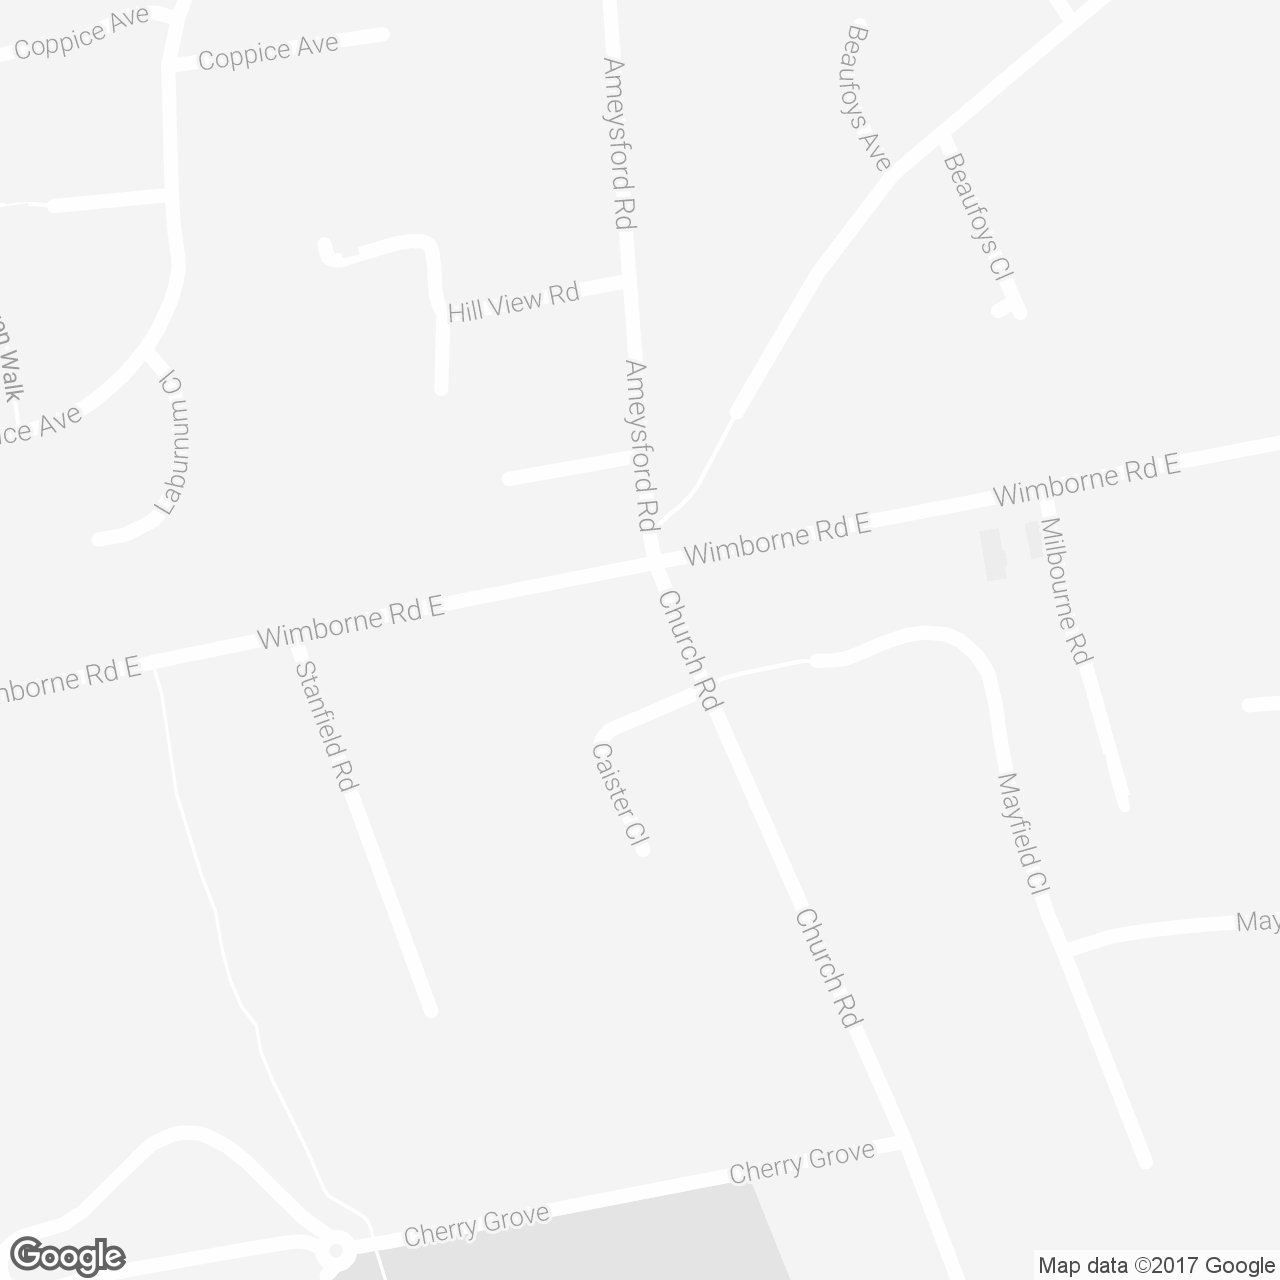 Coppice Ave
Coppice Ave
Ameysford Rd
Beaufoys Ave
Beaufoys Cl
Hill View Rd
Walk
Ave
Laburnum Cl
Ameysford Rd
Wimborne Rd E
Wimborne Rd E
Milbourne Rd
Wimborne Rd E
Church Rd
Rd E
Stanfield Rd
Caister Cl
Mayfield Cl
Church Rd
May
Cherry Grove
Cherry Grove
Google
Map data ©2017 Google